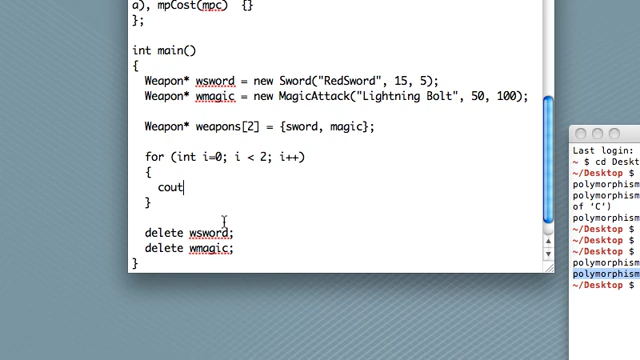 a), mpCost(mpc)  {}
};
int main()
{
Weapon* wsword = new Sword("RedSword", 15, 5);
Weapon* wmagic = new MagicAttack("Lightning Bolt", 50, 100);
Weapon* weapons[2] = {sword, magic};
for (int i=0; i < 2; i++)
{
cout
}
delete wsword;
delete wmagic;
}
Last login:
~ $ cd Deskt
~/Desktop $
polymorphism
of 'C')
polymorphism
~/Desktop $
~/Desktop $
~/Desktop $
polymorphism
polymorphism
~/Desktop $